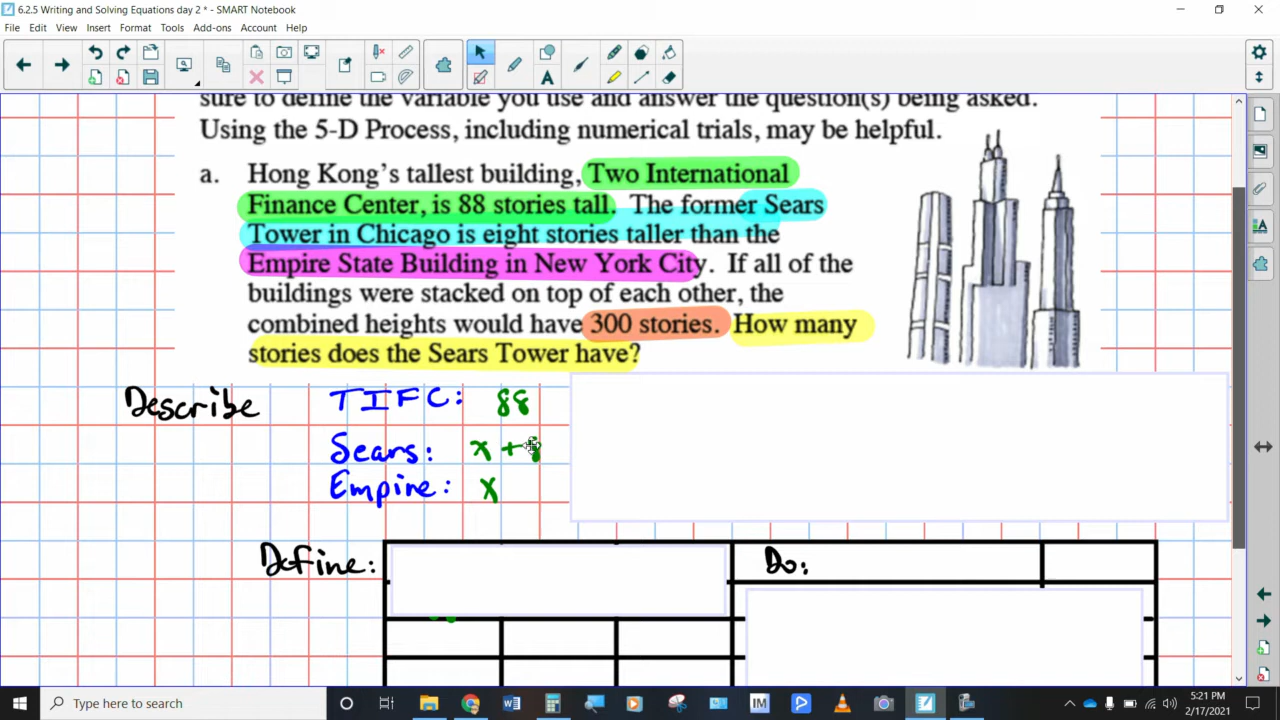 6.2.5 Writing and Solving Equations day 2 * - SMART Notebook
File Edit View Insert Format Tools Add-ons Account Help
sure to define the variable you use and answer the question(s) being asked.
Using the 5-D Process, including numerical trials, may be helpful.
a. Hong Kong's tallest building, Two International
Finance Center, is 88 stories tall. The former Sears
Tower in Chicago is eight stories taller than the
Empire State Building in New York City. If all of the
buildings were stacked on top of each other, the
combined heights would have 300 stories. How many
stories does the Sears Tower have?
Describe TIFC: 88
Sears: x +
Empire: x
Define: Do:
Type here to search
5:21 PM
2/17/2021